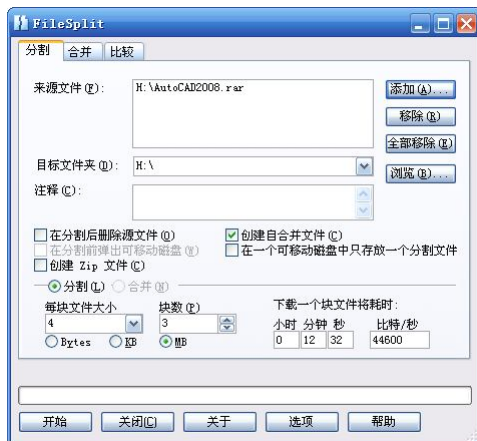 FileSplit
分割 合并 比较
来源文件(F): H:\AutoCAD2008.rar 添加(A)...
移除(R)
全部移除(E)
目标文件夹(D): H:\ 浏览(B)...
注释(C):
在分割后删除源文件(O) 创建自合并文件(C)
在分割前弹出可移动磁盘(W) 在一个可移动磁盘中只存放一个分割文件
创建 Zip 文件(C)
分割(L) 合并(N)
每块文件大小 块数(P) 下载一个块文件将耗时:
小时 分钟 秒 比特/秒
4 3 0 12 32 44600
Bytes KB MB
开始 关闭(C) 关于 选项 帮助